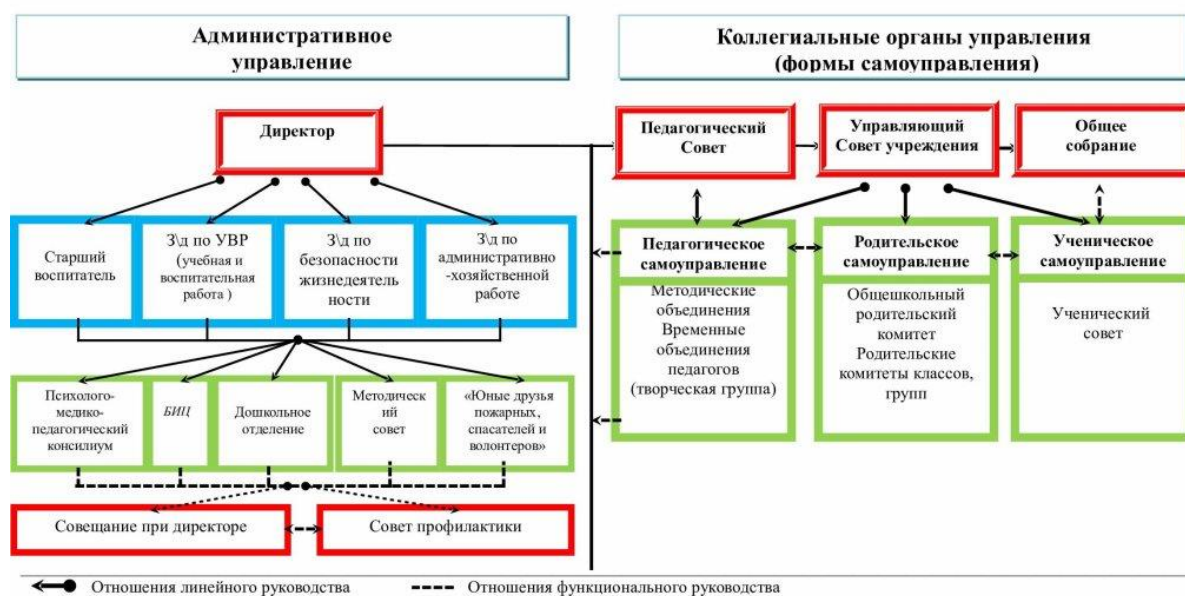 Административное
управление
Коллегиальные органы управления
(формы самоуправления)
Директор
Педагогический
Совет
Управляющий
Совет учреждения
Общее
собрание
Старший
воспитатель
З\д по УВР
(учебная и
воспитательная
работа )
З\д по
безопасности
жизнедеятель
ности
З\д по
административно
-хозяйственной
работе
Педагогическое
самоуправление
Родительское
самоуправление
Ученическое
самоуправление
Методические
объединения
Временные
объединения
педагогов
(творческая группа)
Общешкольный
родительский
комитет
Родительские
комитеты классов,
групп
Ученический
совет
Психолого-
медико-
педагогический
консилиум
БИЦ
Дошкольное
отделение
Методическ
ий
совет
«Юные друзья
пожарных,
спасателей и
волонтеров»
Совещание при директоре
Совет профилактики
Отношения линейного руководства
Отношения функционального руководства